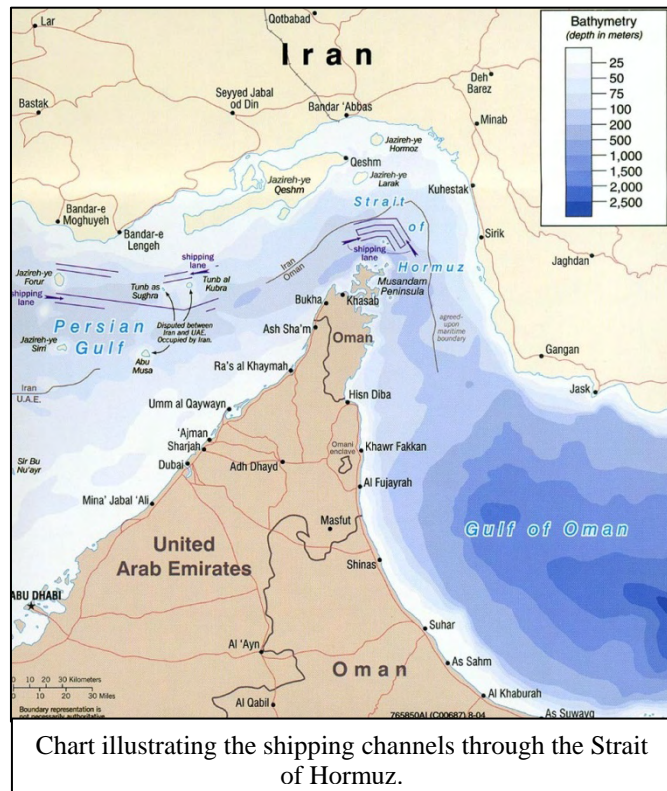 Lar
Qotbabad
Iran
Bathymetry
(depth in meters)
25
50
75
100
200
500
1,000
2,000
2,500
Deh
Barez
Seyyed Jabal
od Din
Bastak
Bandar 'Abbas
Minab
Jazireh-ye
Hormoz
Qeshm
Jazireh-ye
Qeshm
Jazireh-ye
Larak
Kuhestak
Bandar-e
Moghuyeh
Bandar-e
Lengeh
Strait
of
Hormuz
Sirik
shipping
lane
Iran
Oman
Jaghdan
shipping
lane
Jazireh-ye
Forur
Tunb as
Sughra
Tunb al
Kubra
shipping
lane
Musandam
Peninsula
Bukha
Khasab
Persian
Gulf
Disputed between
Iran and UAE.
Occupied by Iran.
Ash Sha'm
Oman
agreed-
upon
maritime
boundary
Jazireh-ye
Sirri
Abu
Musa
Gangan
Ra's al Khaymah
Jask
Iran
U.A.E.
Umm al Qaywayn
Hisn Diba
'Ajman
Sharjah
Dubai
Omani
enclave
Khawr Fakkan
Sir Bu
Nu'ayr
Adh Dhayd
Al Fujayrah
Mina' Jabal 'Ali
Masfut
Gulf of Oman
United
Arab Emirates
Shinas
ABU DHABI
Suhar
Al 'Ayn
Oman
As Sahm
0 10 20 30 Kilometers
0 10 20 30 Miles
Al Qabil
Al Khaburah
Boundary representation is
not necessarily authoritative.
765850AI (C00687) 8-04
As Suwayq
Chart illustrating the shipping channels through the Strait
of Hormuz.